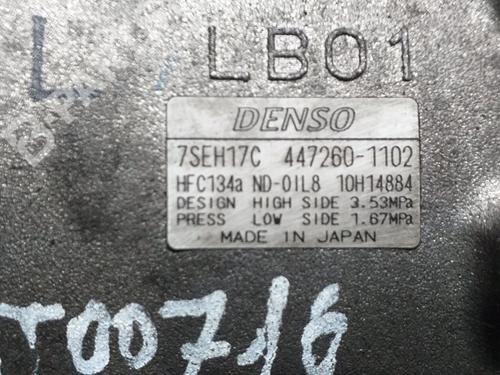 L LB01
DENSO
7SEH17C 447260-1102
HFC134a ND-OIL8 10H14884
DESIGN HIGH SIDE 3.53MPa
PRESS LOW SIDE 1.67MPa
MADE IN JAPAN
T00716